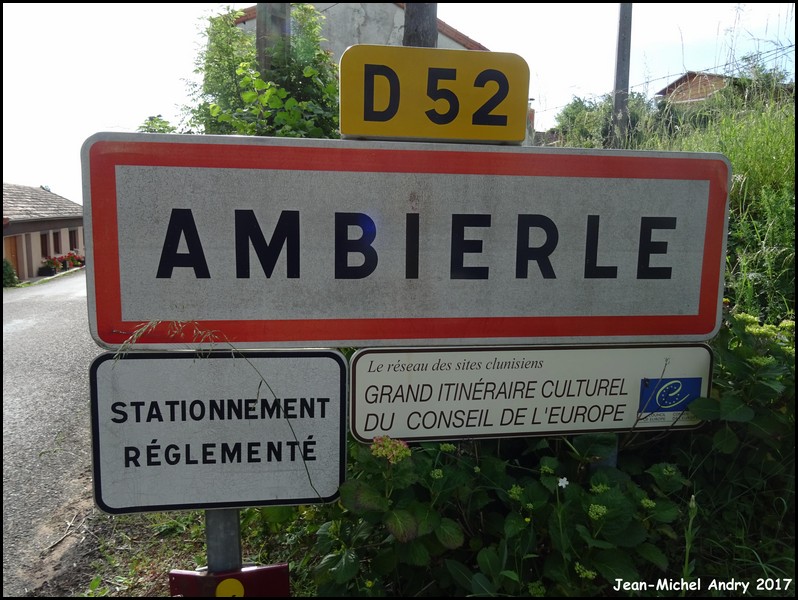 D 52
AMBIERLE
STATIONNEMENT
RÉGLEMENTÉ
Le réseau des sites clunisiens
GRAND ITINÉRAIRE CULTUREL
DU CONSEIL DE L'EUROPE
Jean-Michel Andry 2017